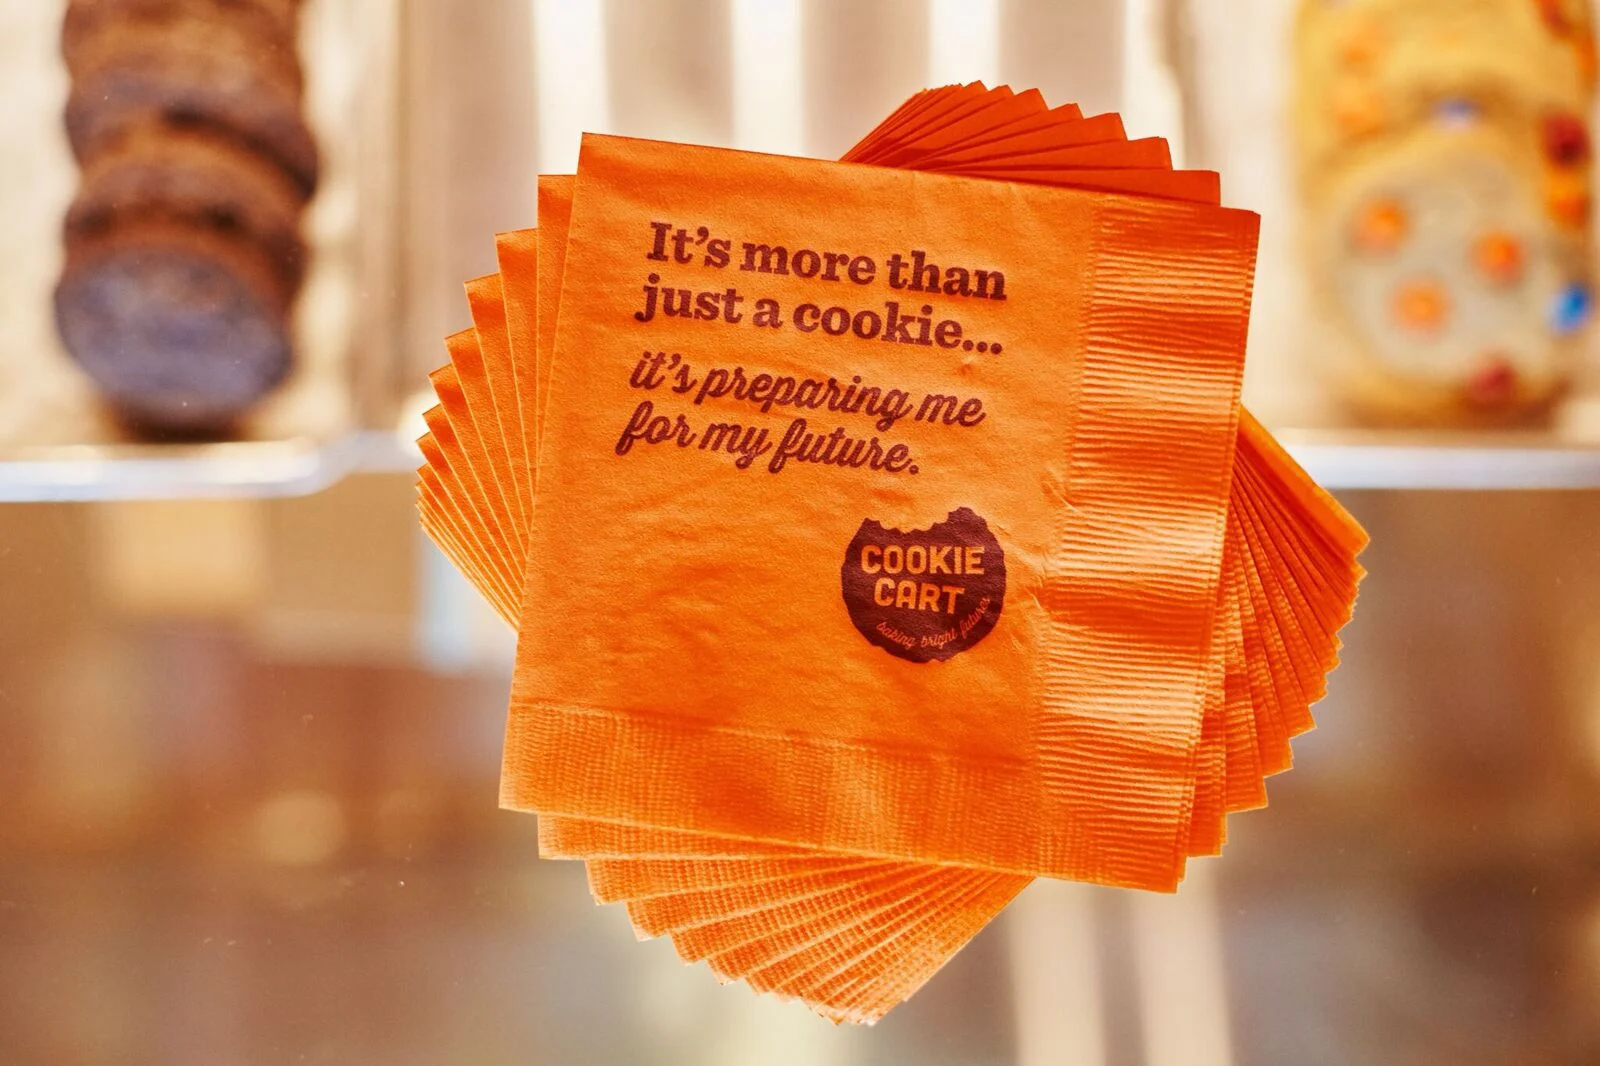 It's more than
just a cookie...
it's preparing me
for my future.
COOKIE
CART
baking bright futures